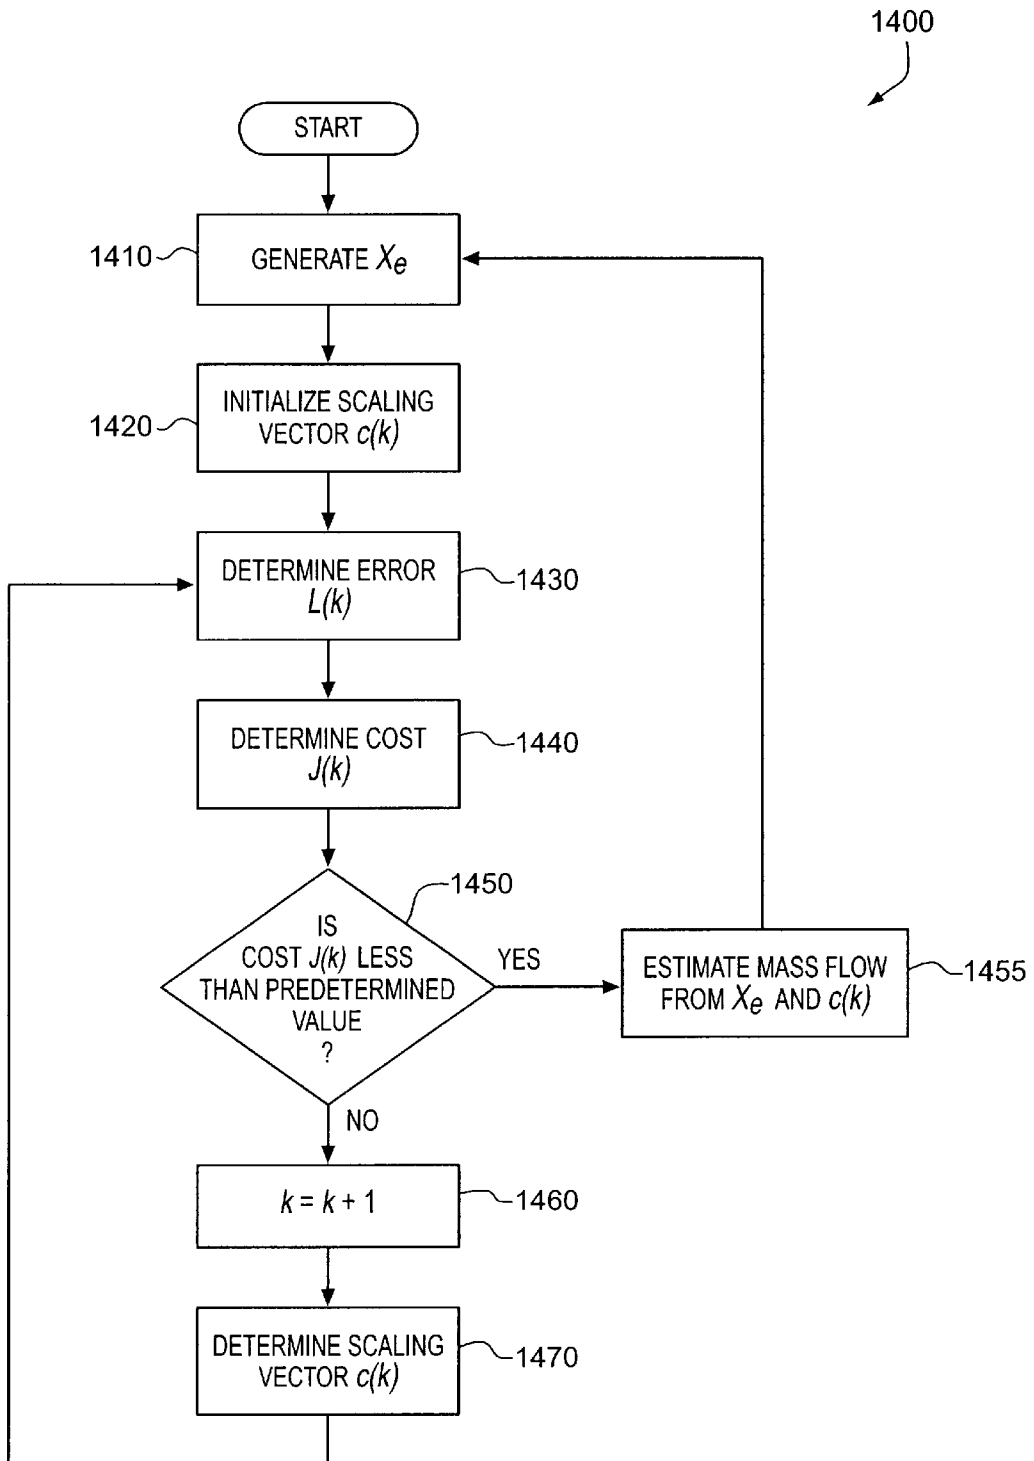 1400
START
1410
GENERATE Xe
INITIALIZE SCALING
VECTOR c(k)
1420
DETERMINE ERROR
L(k)
1430
DETERMINE COST
J(k)
1440
1450
IS
COST J(k) LESS
THAN PREDETERMINED
VALUE
?
YES
ESTIMATE MASS FLOW
FROM Xe AND c(k)
1455
NO
k = k + 1
1460
DETERMINE SCALING
VECTOR c(k)
1470